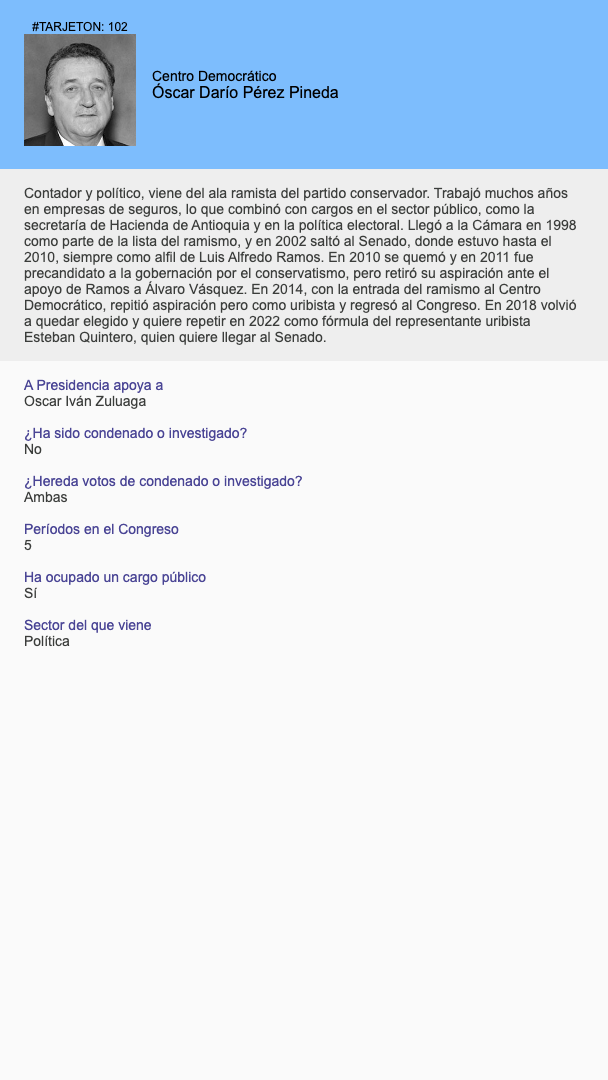 #TARJETON: 102
Centro Democrático
Óscar Darío Pérez Pineda
Contador y político, viene del ala ramista del partido conservador. Trabajó muchos años
en empresas de seguros, lo que combinó con cargos en el sector público, como la
secretaría de Hacienda de Antioquia y en la política electoral. Llegó a la Cámara en 1998
como parte de la lista del ramismo, y en 2002 saltó al Senado, donde estuvo hasta el
2010, siempre como alfil de Luis Alfredo Ramos. En 2010 se quemó y en 2011 fue
precandidato a la gobernación por el conservatismo, pero retiró su aspiración ante el
apoyo de Ramos a Álvaro Vásquez. En 2014, con la entrada del ramismo al Centro
Democrático, repitió aspiración pero como uribista y regresó al Congreso. En 2018 volvió
a quedar elegido y quiere repetir en 2022 como fórmula del representante uribista
Esteban Quintero, quien quiere llegar al Senado.
A Presidencia apoya a
Oscar Iván Zuluaga
¿Ha sido condenado o investigado?
No
¿Hereda votos de condenado o investigado?
Ambas
Períodos en el Congreso
5
Ha ocupado un cargo público
Sí
Sector del que viene
Política